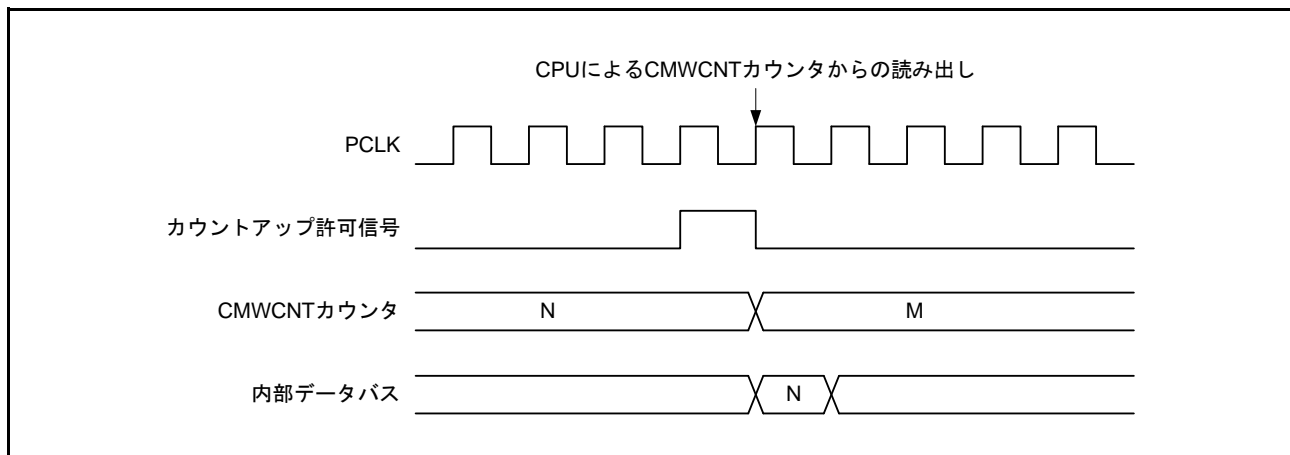 CPUによるCMWCNTカウンタからの読み出し
PCLK
カウントアップ許可信号
CMWCNTカウンタ N M
内部データバス N